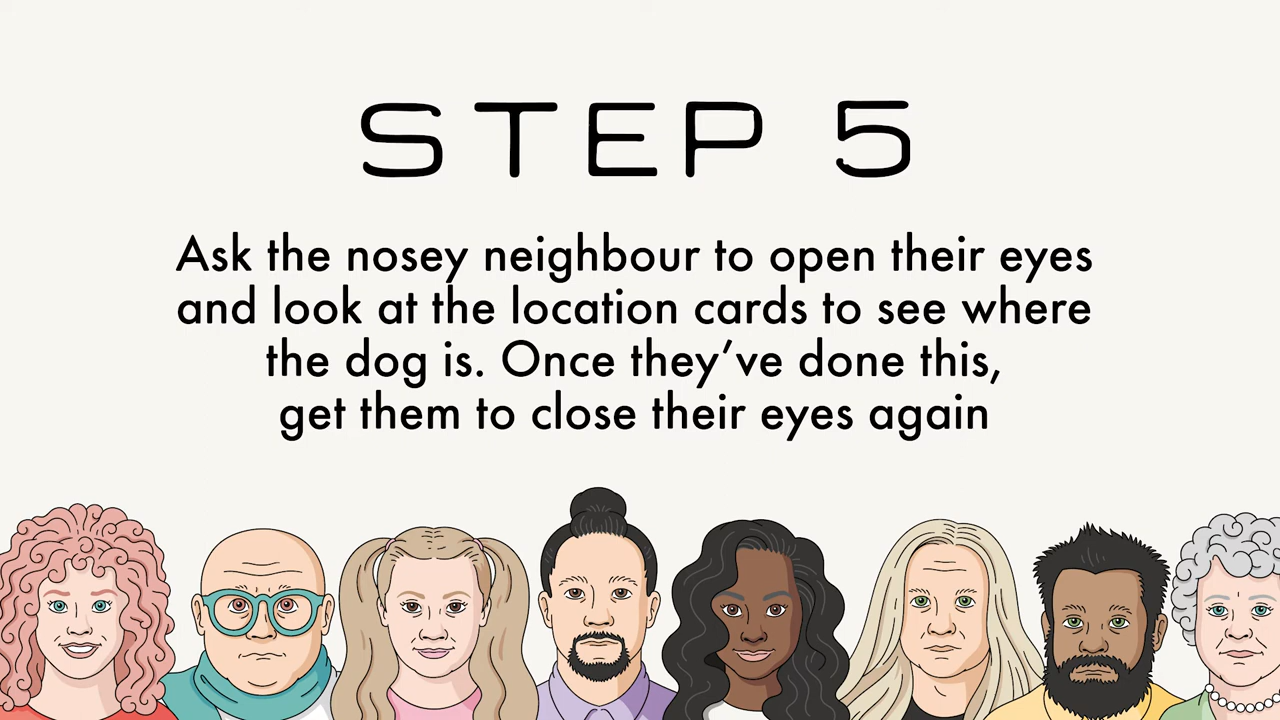 STEP 5
Ask the nosey neighbour to open their eyes
and look at the location cards to see where
the dog is. Once they’ve done this,
get them to close their eyes again